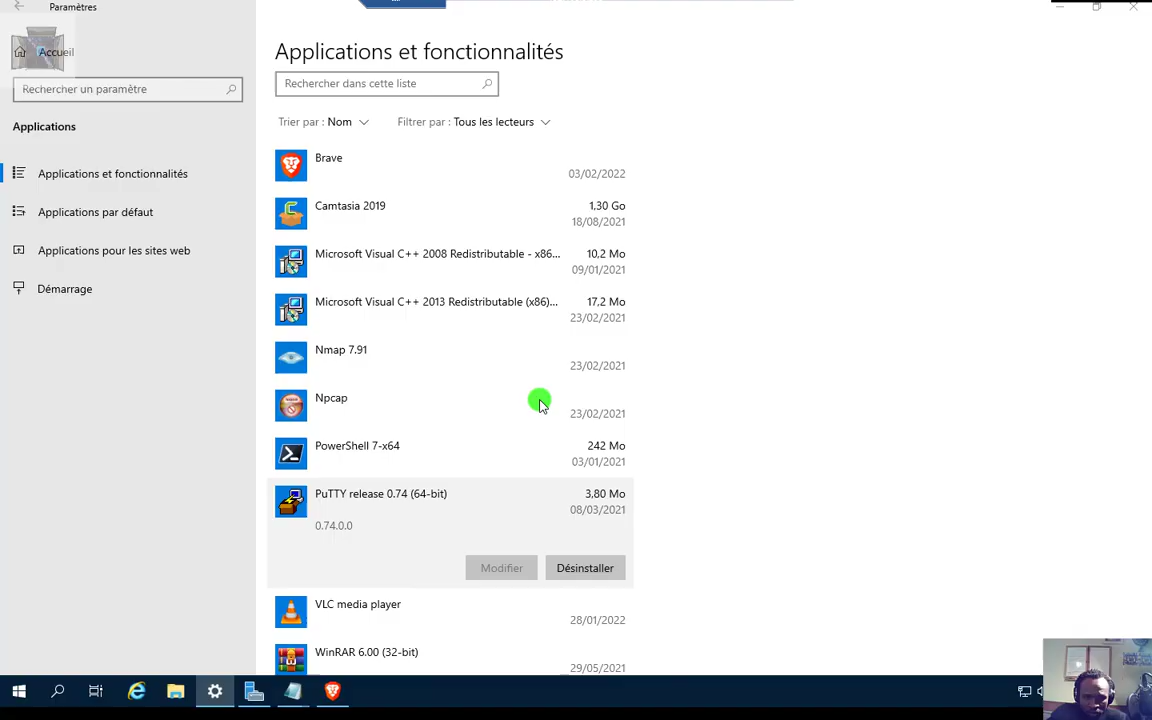 Paramètres
Accueil
Rechercher un paramètre
Applications
Applications et fonctionnalités
Applications par défaut
Applications pour les sites web
Démarrage
Applications et fonctionnalités
Rechercher dans cette liste
Trier par : Nom Filtrer par : Tous les lecteurs
Brave
03/02/2022
Camtasia 2019 1,30 Go
18/08/2021
Microsoft Visual C++ 2008 Redistributable - x86... 10,2 Mo
09/01/2021
Microsoft Visual C++ 2013 Redistributable (x86)... 17,2 Mo
23/02/2021
Nmap 7.91
23/02/2021
Npcap
23/02/2021
PowerShell 7-x64 242 Mo
03/01/2021
PuTTY release 0.74 (64-bit) 3,80 Mo
08/03/2021
0.74.0.0
Modifier Désinstaller
VLC media player
28/01/2022
WinRAR 6.00 (32-bit)
29/05/2021